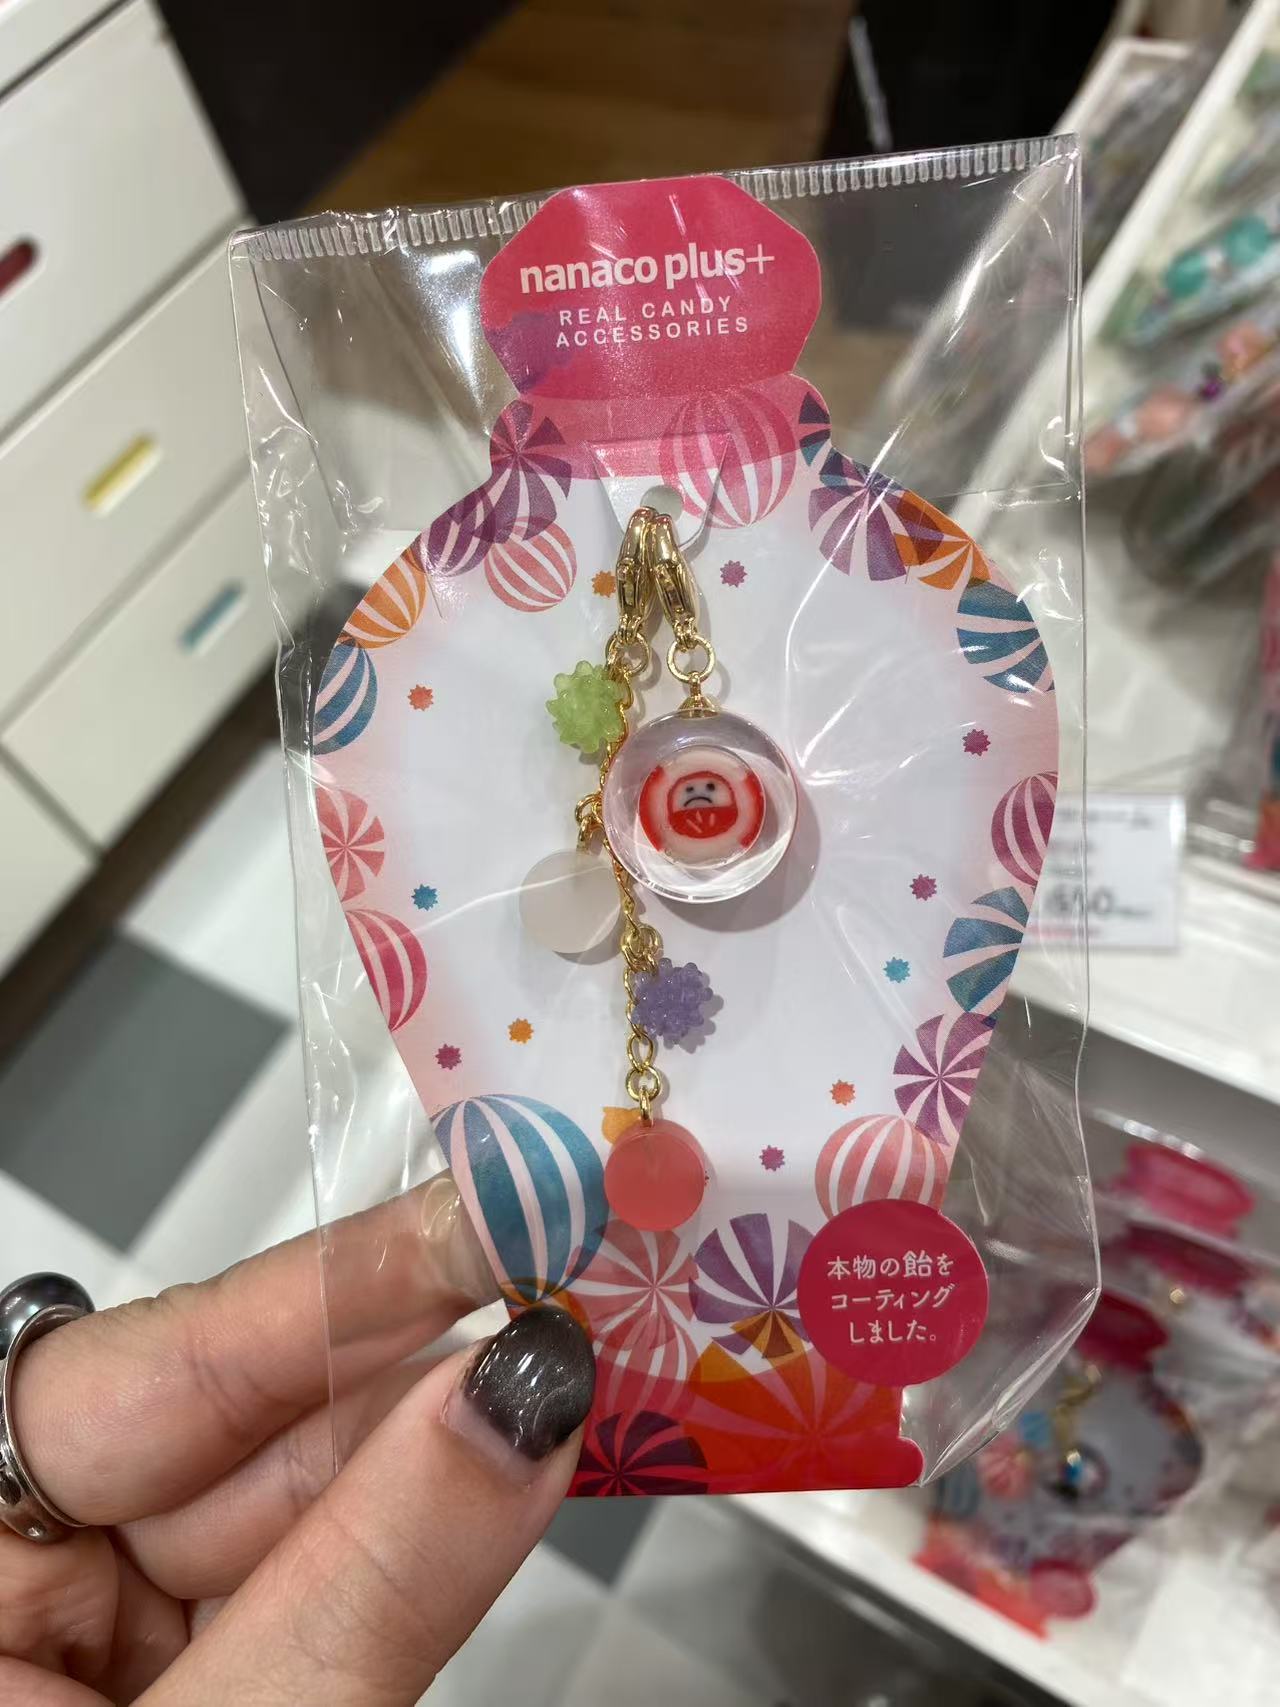 nanaco plus+
REAL CANDY
ACCESSORIES
本物の飴を
コーティング
しました。